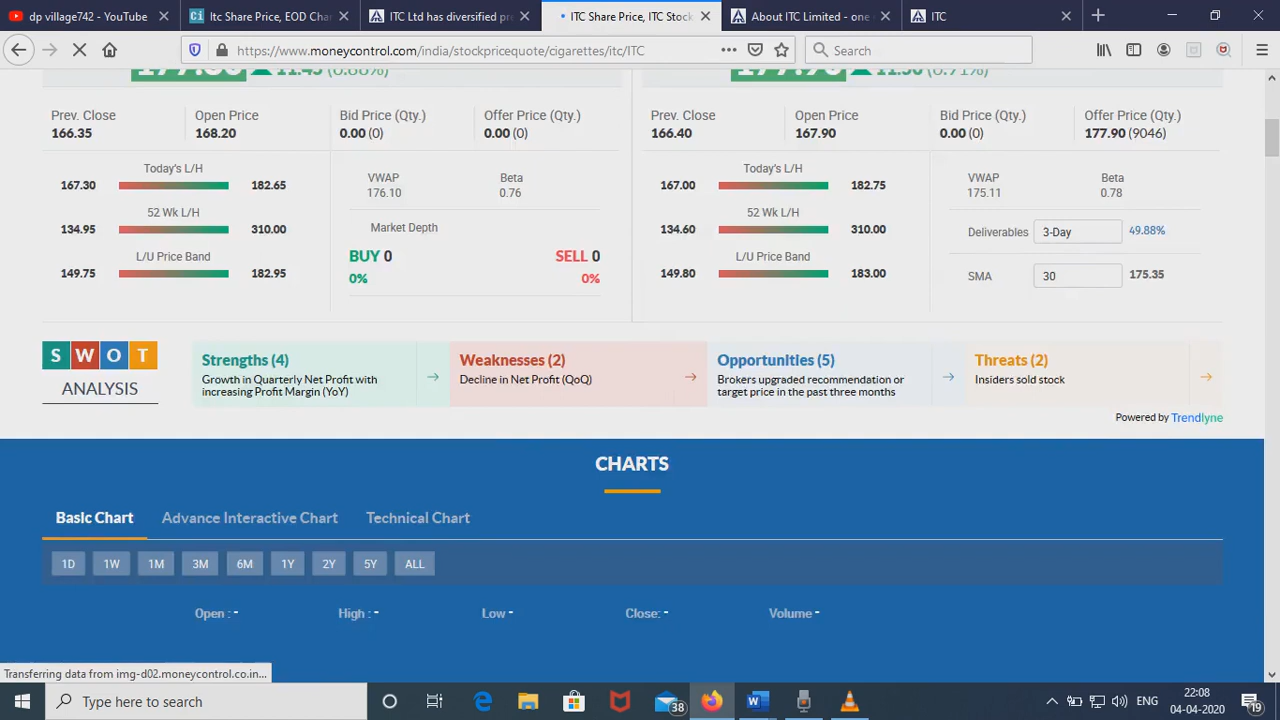 dp village742 - YouTube
Itc Share Price, EOD Char
ITC Ltd has diversified pre
ITC Share Price, ITC Stock
About ITC Limited - one o
ITC
https://www.moneycontrol.com/india/stockpricequote/cigarettes/itc/ITC
Search
Prev. Close
166.35
Open Price
168.20
Bid Price (Qty.)
0.00 (0)
Offer Price (Qty.)
0.00 (0)
Today's L/H
167.30
182.65
52 Wk L/H
134.95
310.00
L/U Price Band
149.75
182.95
VWAP
176.10
Beta
0.76
Market Depth
BUY 0
0%
SELL 0
0%
Prev. Close
166.40
Open Price
167.90
Bid Price (Qty.)
0.00 (0)
Offer Price (Qty.)
177.90 (9046)
Today's L/H
167.00
182.75
52 Wk L/H
134.60
310.00
L/U Price Band
149.80
183.00
VWAP
175.11
Beta
0.78
Deliverables
3-Day
49.88%
SMA
30
175.35
S W O T
ANALYSIS
Strengths (4)
Growth in Quarterly Net Profit with
increasing Profit Margin (YoY)
Weaknesses (2)
Decline in Net Profit (QoQ)
Opportunities (5)
Brokers upgraded recommendation or
target price in the past three months
Threats (2)
Insiders sold stock
Powered by Trendlyne
CHARTS
Basic Chart
Advance Interactive Chart
Technical Chart
1D 1W 1M 3M 6M 1Y 2Y 5Y ALL
Open : -
High : -
Low -
Close: -
Volume -
Transferring data from img-d02.moneycontrol.co.in...
Type here to search
38
ENG
22:08
04-04-2020
19